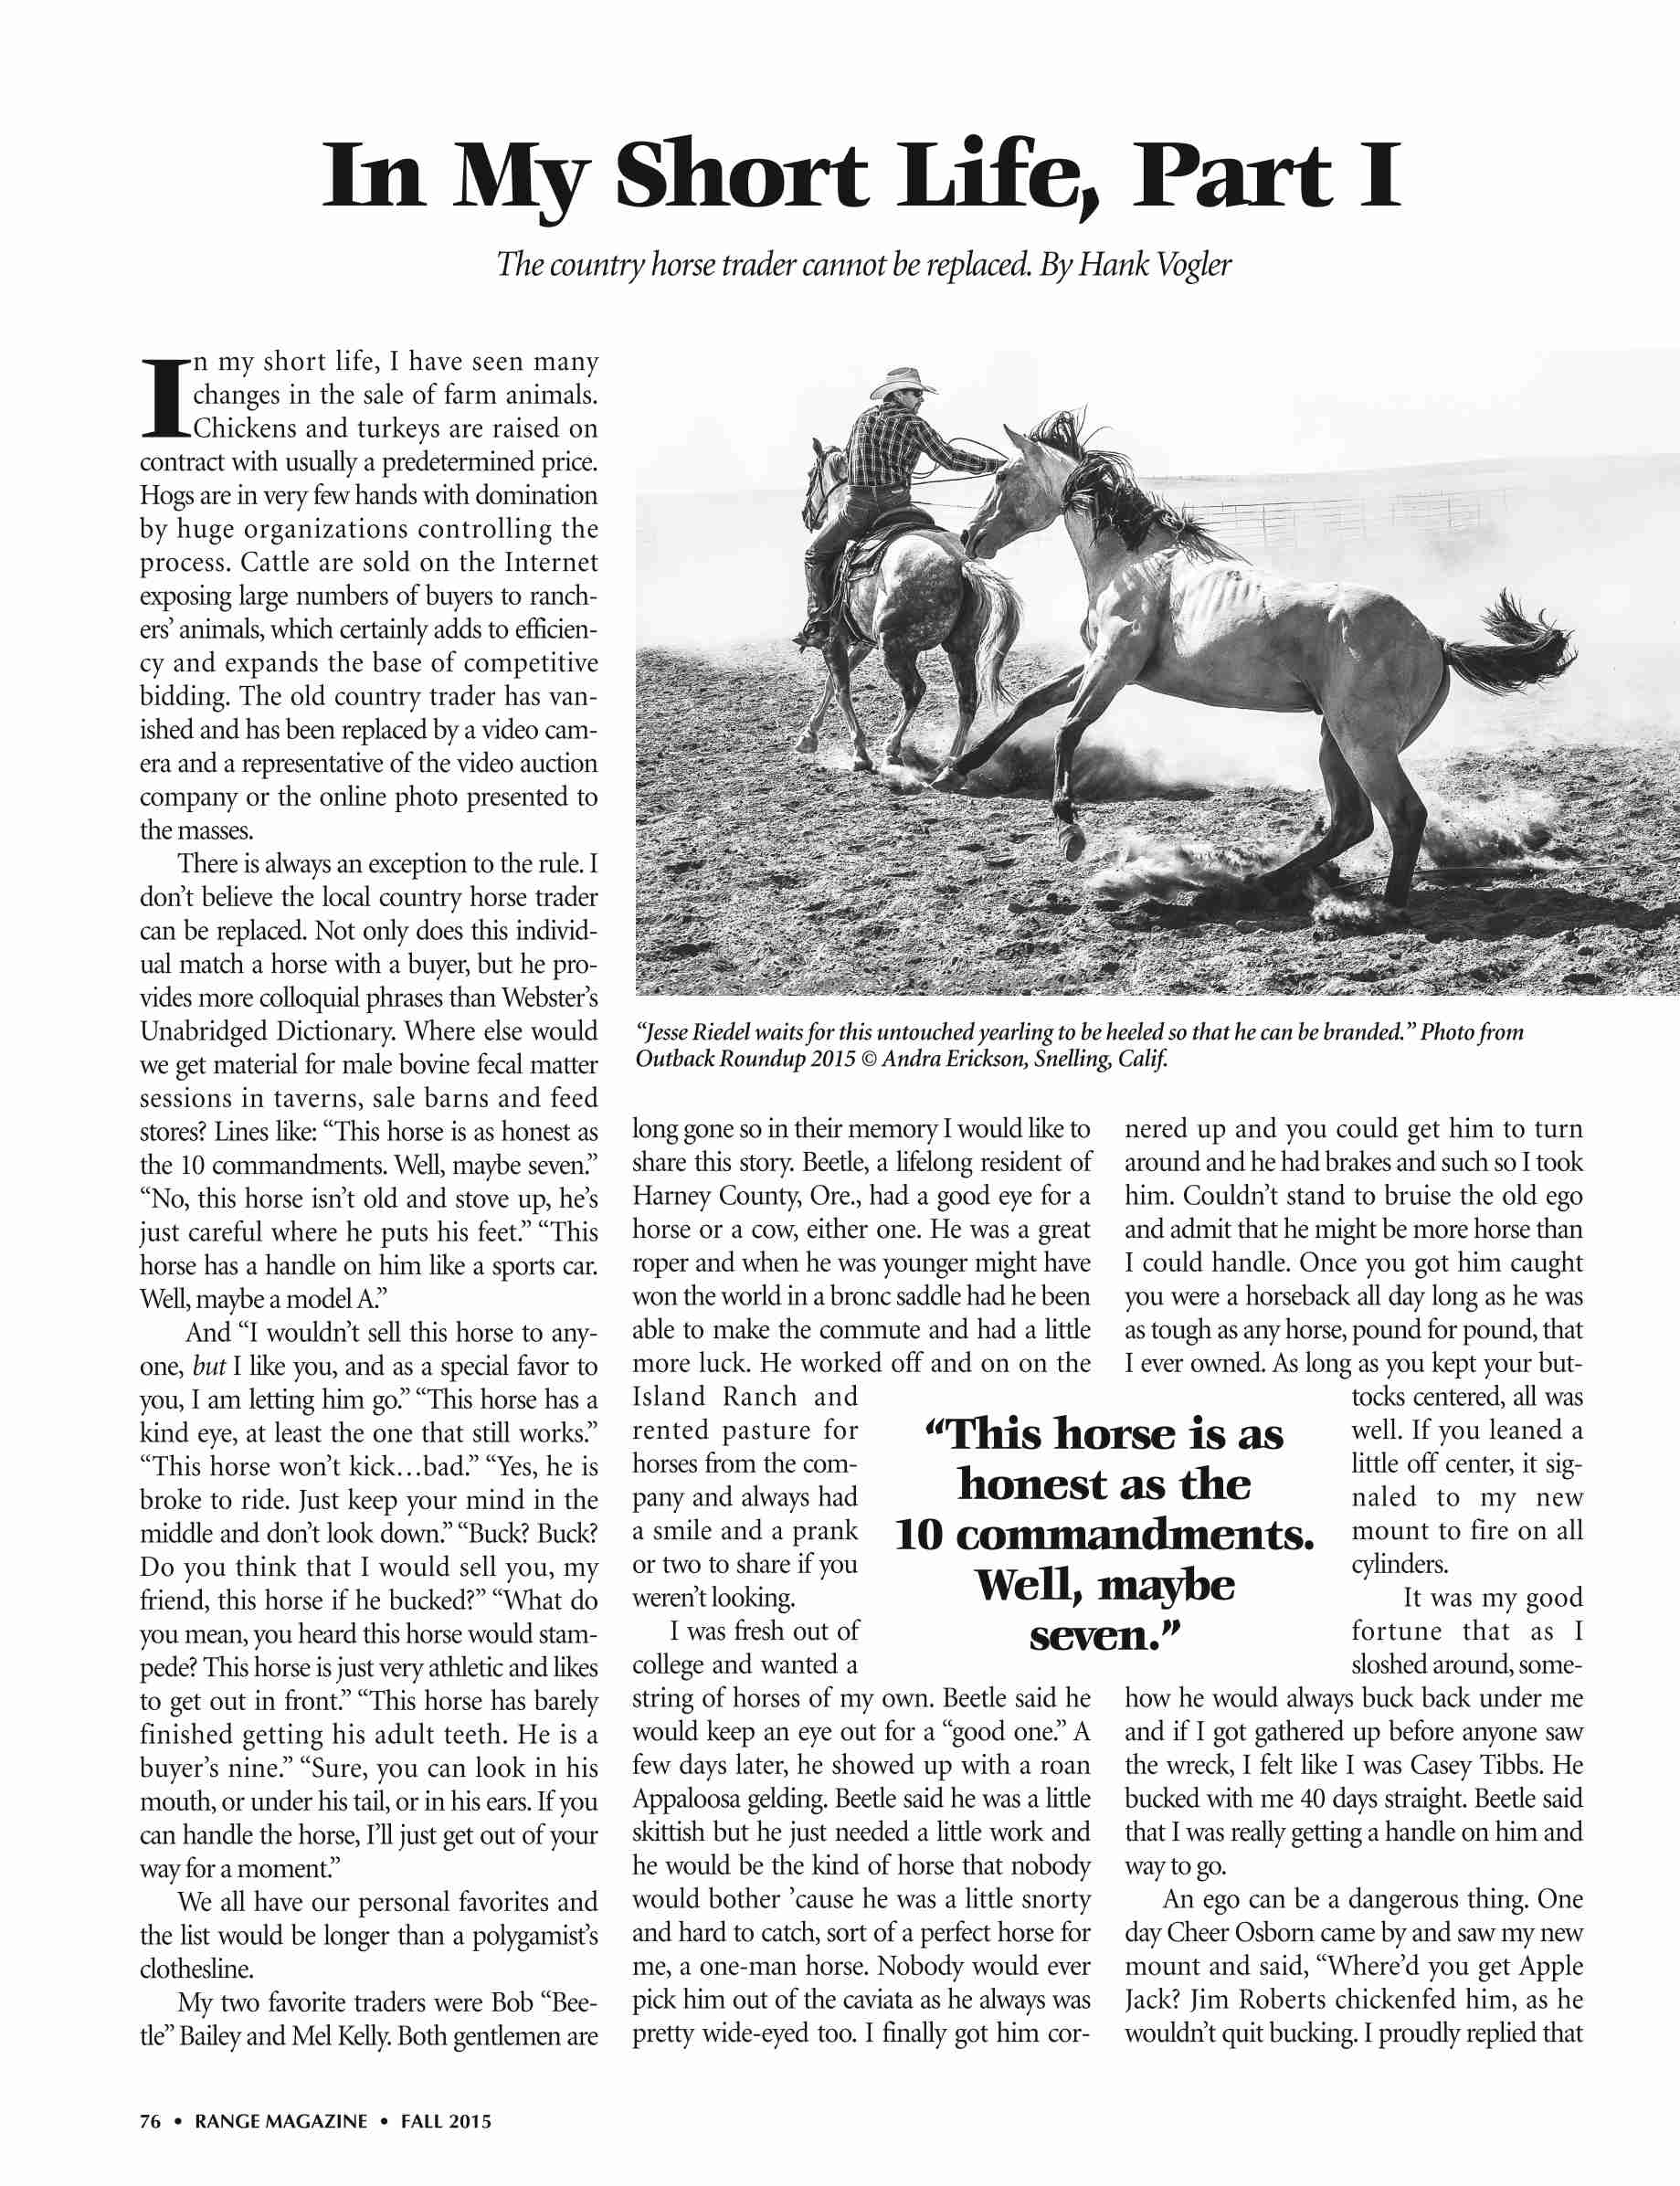 In My Short Life, Part I
The country horse trader cannot be replaced. By Hank Vogler
In my short life, I have seen many
changes in the sale of farm animals.
Chickens and turkeys are raised on
contract with usually a predetermined price.
Hogs are in very few hands with domination
by huge organizations controlling the
process. Cattle are sold on the Internet
exposing large numbers of buyers to ranch-
ers’ animals, which certainly adds to efficien-
cy and expands the base of competitive
bidding. The old country trader has van-
ished and has been replaced by a video cam-
era and a representative of the video auction
company or the online photo presented to
the masses.
There is always an exception to the rule. I
don’t believe the local country horse trader
can be replaced. Not only does this individ-
ual match a horse with a buyer, but he pro-
vides more colloquial phrases than Webster’s
Unabridged Dictionary. Where else would
we get material for male bovine fecal matter
sessions in taverns, sale barns and feed
stores? Lines like: “This horse is as honest as
the 10 commandments. Well, maybe seven.”
“No, this horse isn’t old and stove up, he’s
just careful where he puts his feet.” “This
horse has a handle on him like a sports car.
Well, maybe a model A.”
And “I wouldn’t sell this horse to any-
one, but I like you, and as a special favor to
you, I am letting him go.” “This horse has a
kind eye, at least the one that still works.”
“This horse won’t kick…bad.” “Yes, he is
broke to ride. Just keep your mind in the
middle and don’t look down.” “Buck? Buck?
Do you think that I would sell you, my
friend, this horse if he bucked?” “What do
you mean, you heard this horse would stam-
pede? This horse is just very athletic and likes
to get out in front.” “This horse has barely
finished getting his adult teeth. He is a
buyer’s nine.” “Sure, you can look in his
mouth, or under his tail, or in his ears. If you
can handle the horse, I’ll just get out of your
way for a moment.”
We all have our personal favorites and
the list would be longer than a polygamist’s
clothesline.
My two favorite traders were Bob “Bee-
tle” Bailey and Mel Kelly. Both gentlemen are
“Jesse Riedel waits for this untouched yearling to be heeled so that he can be branded.” Photo from
Outback Roundup 2015 © Andra Erickson, Snelling, Calif.
long gone so in their memory I would like to
share this story. Beetle, a lifelong resident of
Harney County, Ore., had a good eye for a
horse or a cow, either one. He was a great
roper and when he was younger might have
won the world in a bronc saddle had he been
able to make the commute and had a little
more luck. He worked off and on on the
Island Ranch and
rented pasture for
horses from the com-
pany and always had
a smile and a prank
or two to share if you
weren’t looking.
I was fresh out of
college and wanted a
string of horses of my own. Beetle said he
would keep an eye out for a “good one.” A
few days later, he showed up with a roan
Appaloosa gelding. Beetle said he was a little
skittish but he just needed a little work and
he would be the kind of horse that nobody
would bother ’cause he was a little snorty
and hard to catch, sort of a perfect horse for
me, a one-man horse. Nobody would ever
pick him out of the caviata as he always was
pretty wide-eyed too. I finally got him cor-
“This horse is as
honest as the
10 commandments.
Well, maybe
seven.”
nered up and you could get him to turn
around and he had brakes and such so I took
him. Couldn’t stand to bruise the old ego
and admit that he might be more horse than
I could handle. Once you got him caught
you were a horseback all day long as he was
as tough as any horse, pound for pound, that
I ever owned. As long as you kept your but-
tocks centered, all was
well. If you leaned a
little off center, it sig-
naled to my new
mount to fire on all
cylinders.
It was my good
fortune that as I
sloshed around, some-
how he would always buck back under me
and if I got gathered up before anyone saw
the wreck, I felt like I was Casey Tibbs. He
bucked with me 40 days straight. Beetle said
that I was really getting a handle on him and
way to go.
An ego can be a dangerous thing. One
day Cheer Osborn came by and saw my new
mount and said, “Where’d you get Apple
Jack? Jim Roberts chickenfed him, as he
wouldn’t quit bucking. I proudly replied that
76 • RANGE MAGAZINE • FALL 2015